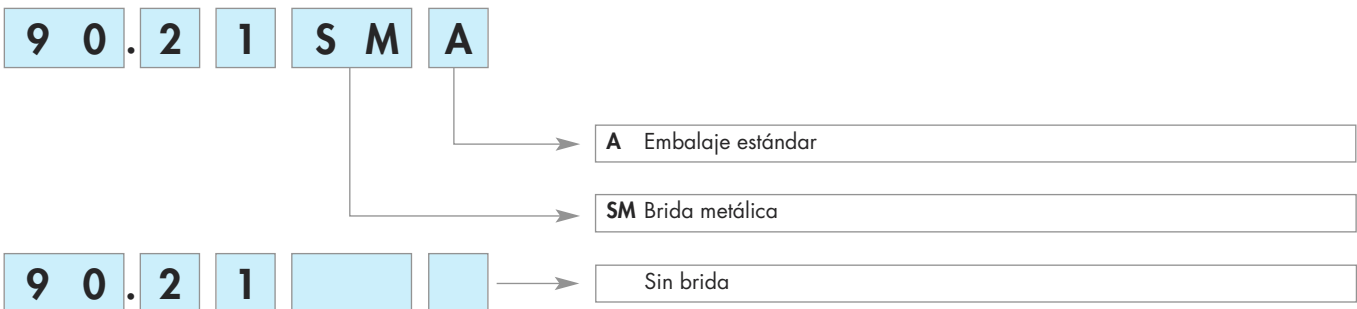 9 0 . 2 1 S M A
A Embalaje estándar
SM Brida metálica
9 0 . 2 1
Sin brida